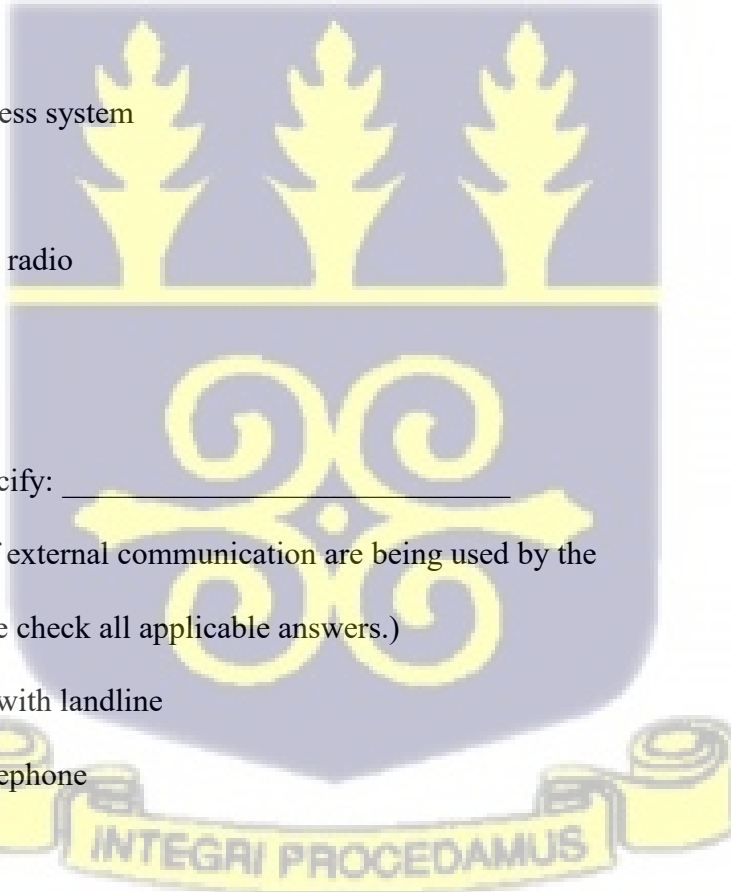 ess system
radio
cify: ____________________________
f external communication are being used by the
e check all applicable answers.)
with landline
ephone
INTEGRI PROCEDAMUS